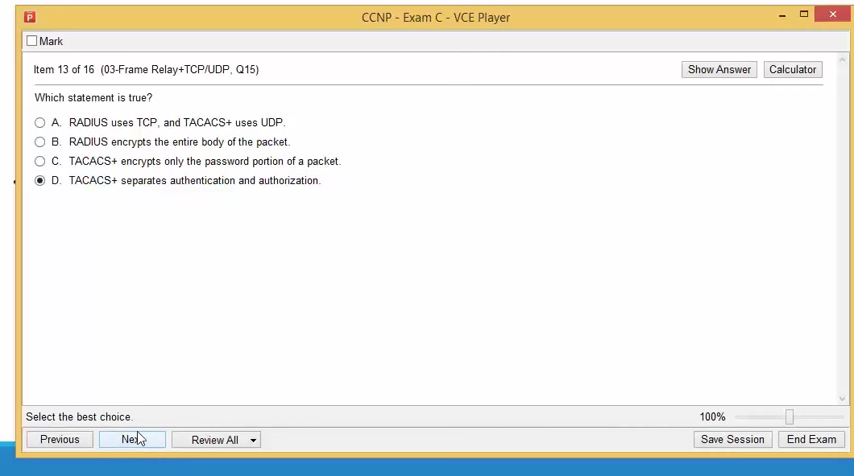 CCNP - Exam C - VCE Player
Mark
Item 13 of 16 (03-Frame Relay+TCP/UDP, Q15)
Show Answer
Calculator
Which statement is true?
A. RADIUS uses TCP, and TACACS+ uses UDP.
B. RADIUS encrypts the entire body of the packet.
C. TACACS+ encrypts only the password portion of a packet.
D. TACACS+ separates authentication and authorization.
Select the best choice.
100%
Previous
Next
Review All
Save Session
End Exam